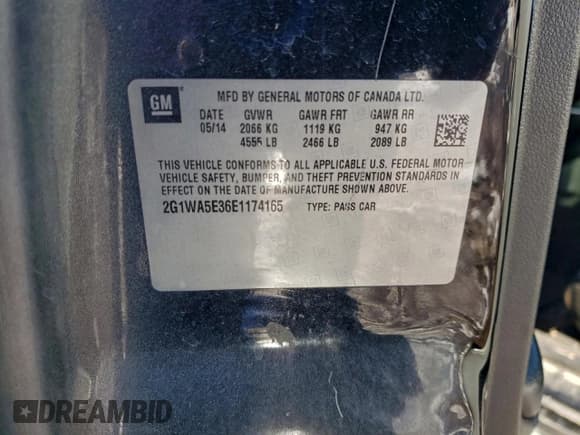 GM
MFD BY GENERAL MOTORS OF CANADA LTD.
DATE GVWR GAWR FRT GAWR RR
05/14 2066 KG 1119 KG 947 KG
4555 LB 2466 LB 2089 LB
THIS VEHICLE CONFORMS TO ALL APPLICABLE U.S. FEDERAL MOTOR
VEHICLE SAFETY, BUMPER, AND THEFT PREVENTION STANDARDS IN
EFFECT ON THE DATE OF MANUFACTURE SHOWN ABOVE.
2G1WA5E36E1174165 TYPE: PASS CAR
DREAMBID